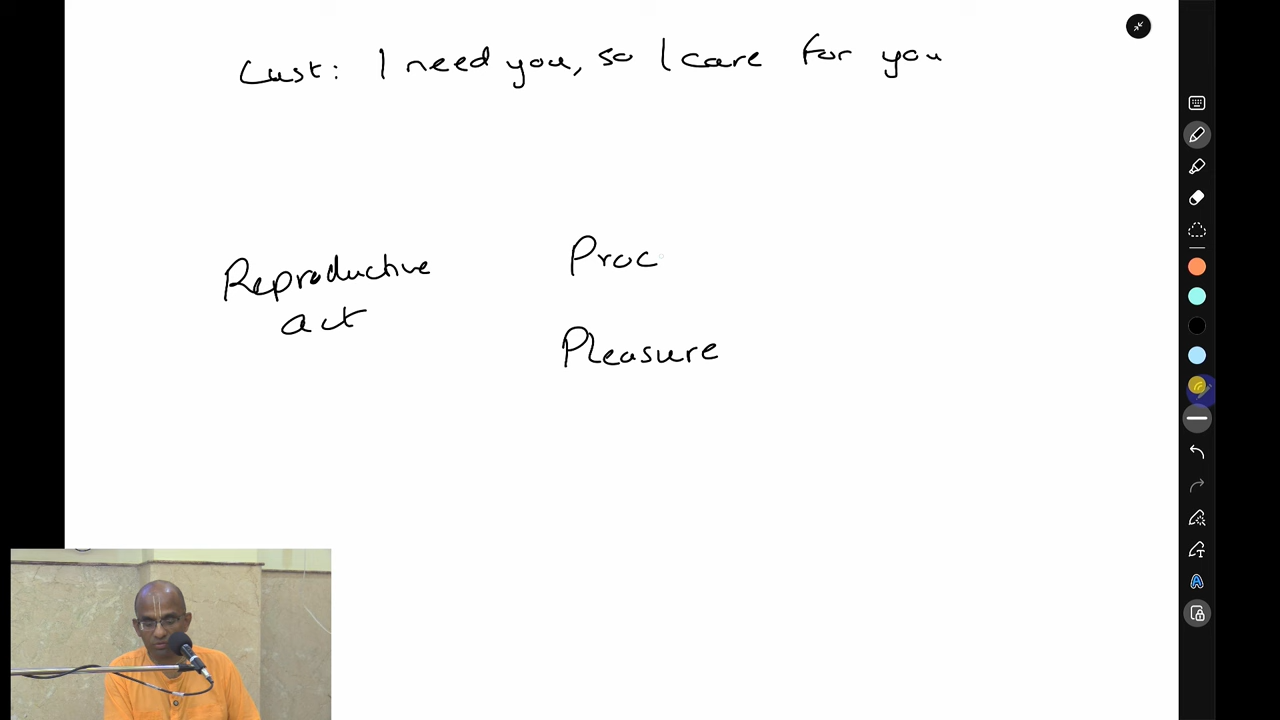 Lust: I need you, so I care for you
Reproductive
act
Proc
Pleasure